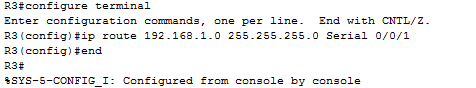 R3#configure terminal
Enter configuration commands, one per line.  End with CNTL/Z.
R3(config)#ip route 192.168.1.0 255.255.255.0 Serial 0/0/1
R3(config)#end
R3#
%SYS-5-CONFIG_I: Configured from console by console